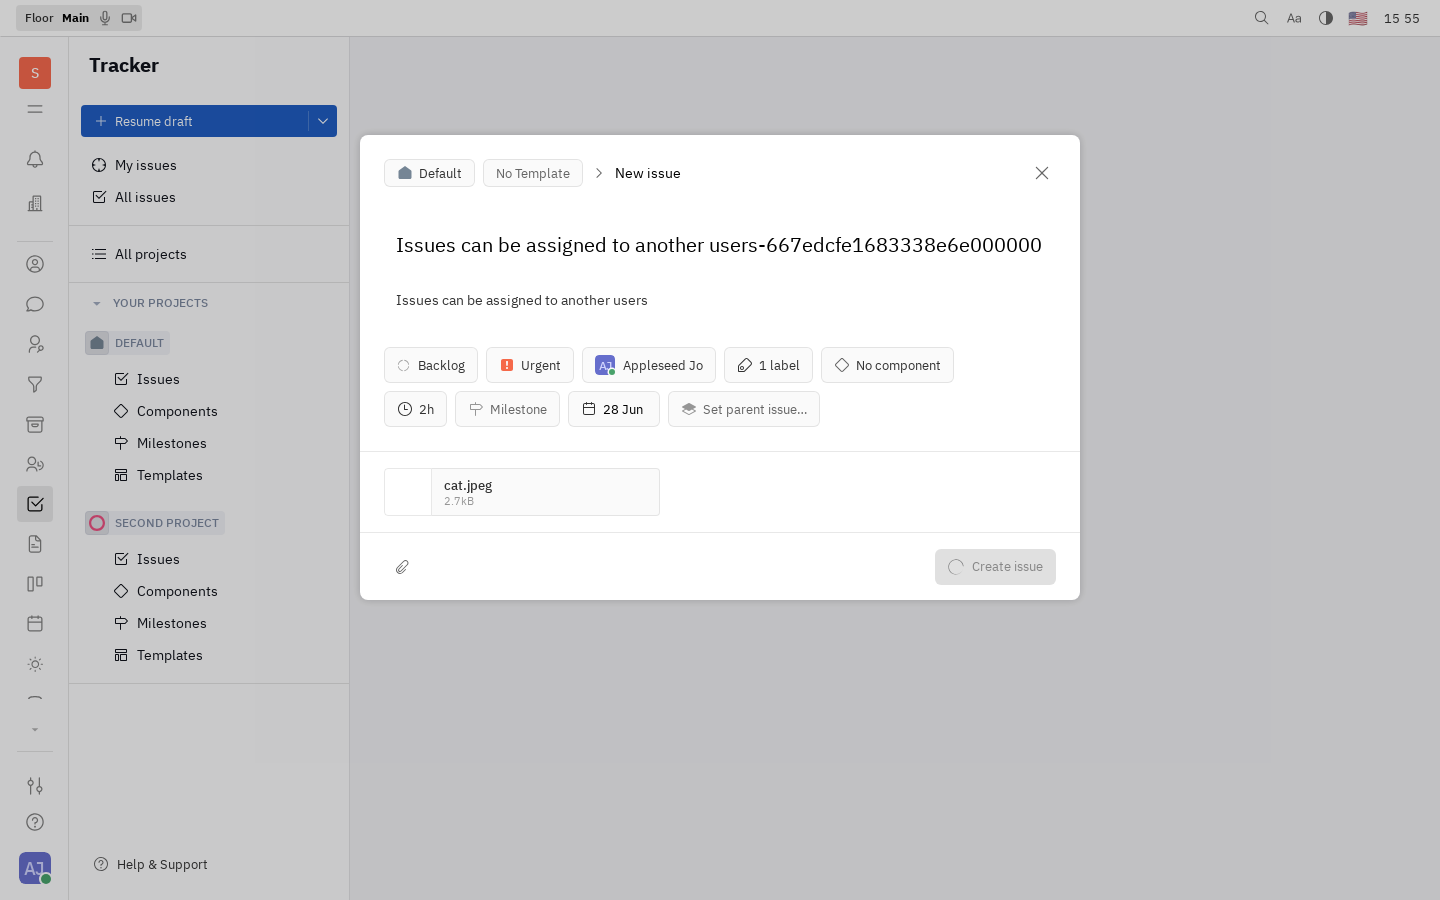 Floor Main
Aa
15 55
S
Tracker
Resume draft
My issues
All issues
All projects
YOUR PROJECTS
DEFAULT
Issues
Components
Milestones
Templates
SECOND PROJECT
Issues
Components
Milestones
Templates
AJ
Help & Support
Default
No Template
New issue
Issues can be assigned to another users-667edcfe1683338e6e000000
Issues can be assigned to another users
Backlog
Urgent
AJ Appleseed Jo
1 label
No component
2h
Milestone
28 Jun
Set parent issue...
cat.jpeg
2.7kB
Create issue